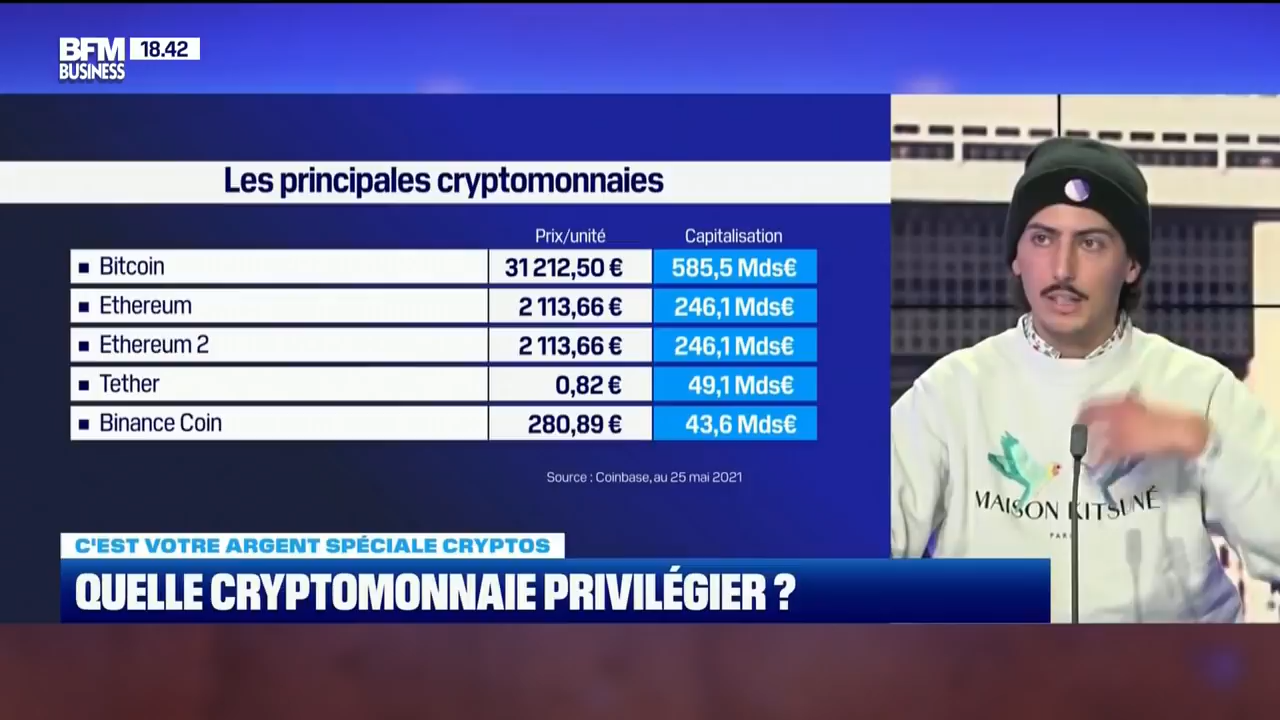 BFM 18.42
BUSINESS
Les principales cryptomonnaies
Prix/unité Capitalisation
Bitcoin 31 212,50 € 585,5 Mds€
Ethereum 2 113,66 € 246,1 Mds€
Ethereum 2 2 113,66 € 246,1 Mds€
Tether 0,82 € 49,1 Mds€
Binance Coin 280,89 € 43,6 Mds€
Source : Coinbase, au 25 mai 2021
MAISON KITSUNÉ
C'EST VOTRE ARGENT SPÉCIALE CRYPTOS
QUELLE CRYPTOMONNAIE PRIVILÉGIER ?